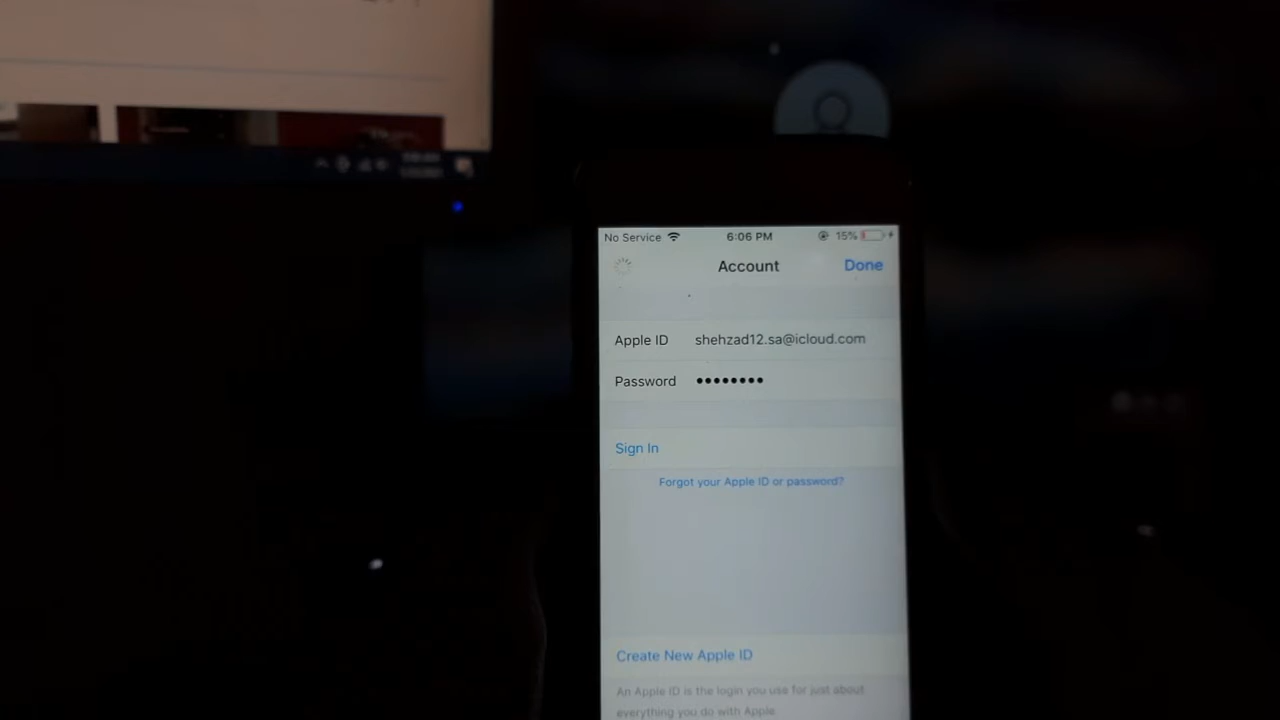 No Service 6:06 PM 15%
Account Done
Apple ID shehzad12.sa@icloud.com
Password ••••••••
Sign In
Forgot your Apple ID or password?
Create New Apple ID
An Apple ID is the login you use for just about
everything you do with Apple